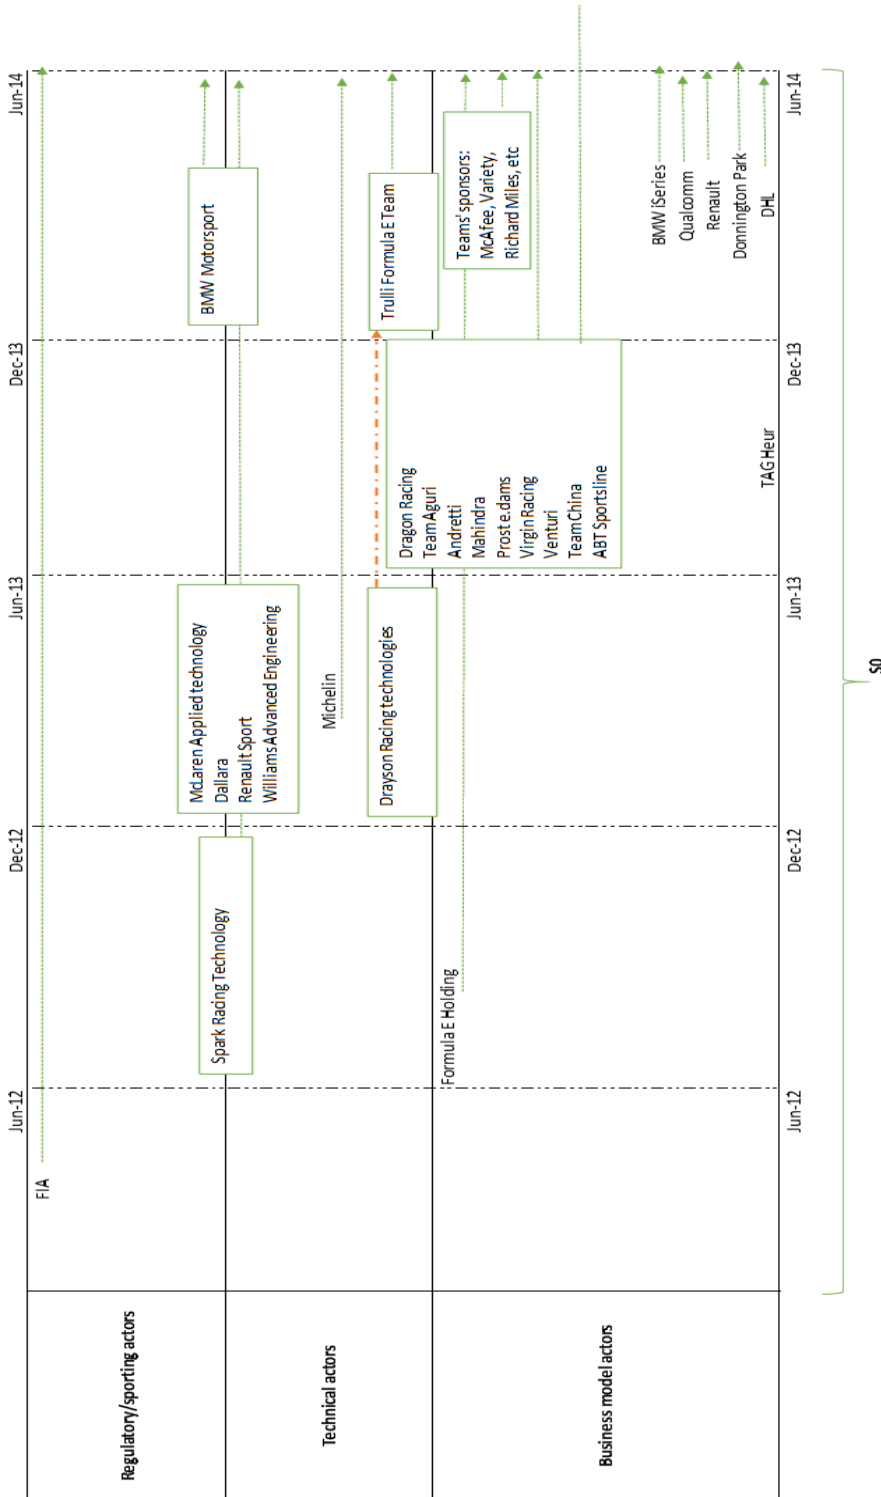 Jun-12
Dec-12
Jun-13
Dec-13
Jun-14
Regulatory/sporting actors
FIA
Spark Racing Technology
McLaren Applied technology
Dallara
Renault Sport
Williams Advanced Engineering
BMW Motorsport
Technical actors
Michelin
Drayson Racing technologies
Trulli Formula E Team
Business model actors
Formula E Holding
Dragon Racing
Team Aguri
Andretti
Mahindra
Prost e.dams
Virgin Racing
Venturi
Team China
ABT Sportsline
Teams' sponsors:
McAfee, Variety,
Richard Miles, etc
BMW iSeries
Qualcomm
Renault
Donnington Park
DHL
TAG Heur
Jun-12
Dec-12
Jun-13
Dec-13
Jun-14
S0